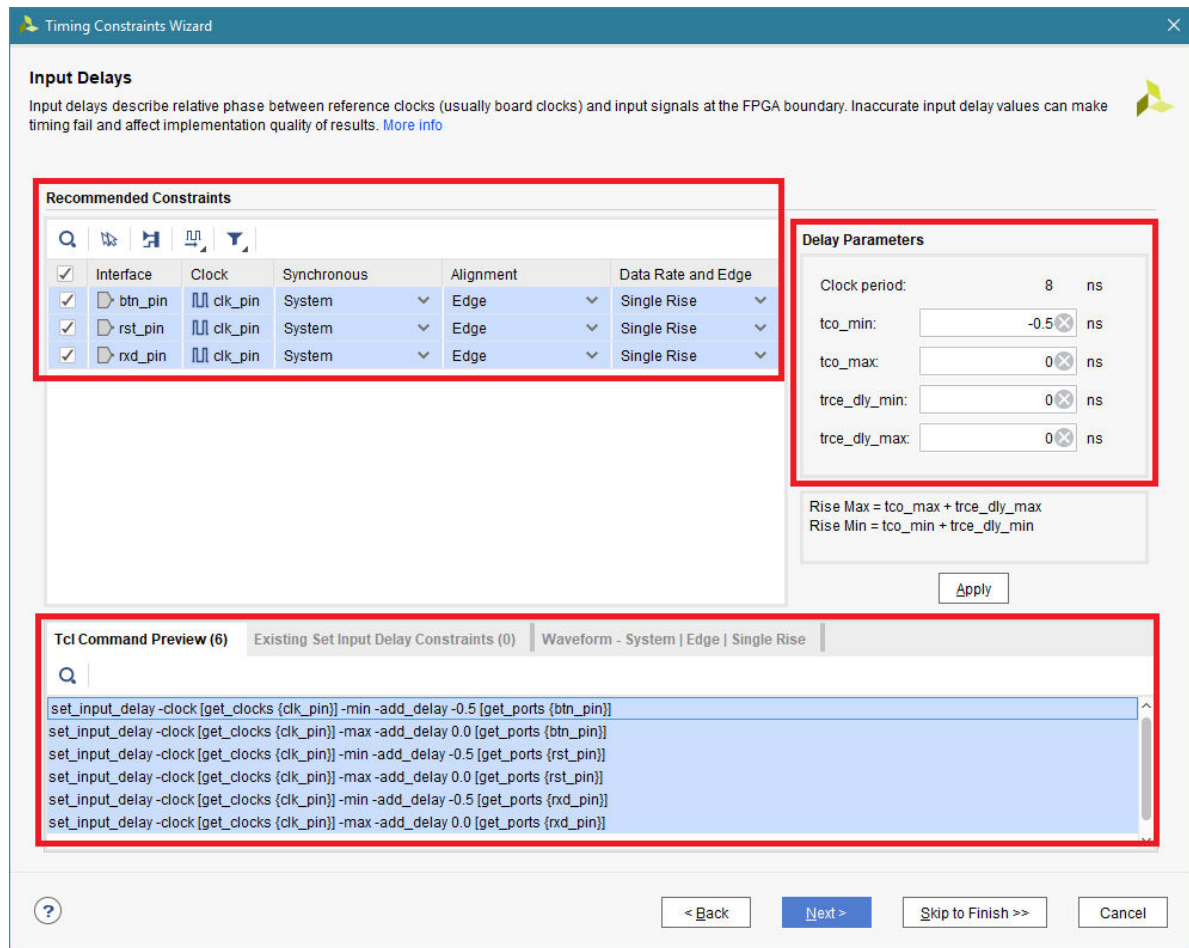 Timing Constraints Wizard
Input Delays
Input delays describe relative phase between reference clocks (usually board clocks) and input signals at the FPGA boundary. Inaccurate input delay values can make
timing fail and affect implementation quality of results. More info
Recommended Constraints
Interface Clock Synchronous Alignment Data Rate and Edge
btn_pin clk_pin System Edge Single Rise
rst_pin clk_pin System Edge Single Rise
rxd_pin clk_pin System Edge Single Rise
Delay Parameters
Clock period: 8 ns
tco_min: -0.5 ns
tco_max: 0 ns
trce_dly_min: 0 ns
trce_dly_max: 0 ns
Rise Max = tco_max + trce_dly_max
Rise Min = tco_min + trce_dly_min
Apply
Tcl Command Preview (6) Existing Set Input Delay Constraints (0) Waveform - System | Edge | Single Rise
set_input_delay -clock [get_clocks {clk_pin}] -min -add_delay -0.5 [get_ports {btn_pin}]
set_input_delay -clock [get_clocks {clk_pin}] -max -add_delay 0.0 [get_ports {btn_pin}]
set_input_delay -clock [get_clocks {clk_pin}] -min -add_delay -0.5 [get_ports {rst_pin}]
set_input_delay -clock [get_clocks {clk_pin}] -max -add_delay 0.0 [get_ports {rst_pin}]
set_input_delay -clock [get_clocks {clk_pin}] -min -add_delay -0.5 [get_ports {rxd_pin}]
set_input_delay -clock [get_clocks {clk_pin}] -max -add_delay 0.0 [get_ports {rxd_pin}]
? < Back Next > Skip to Finish >> Cancel